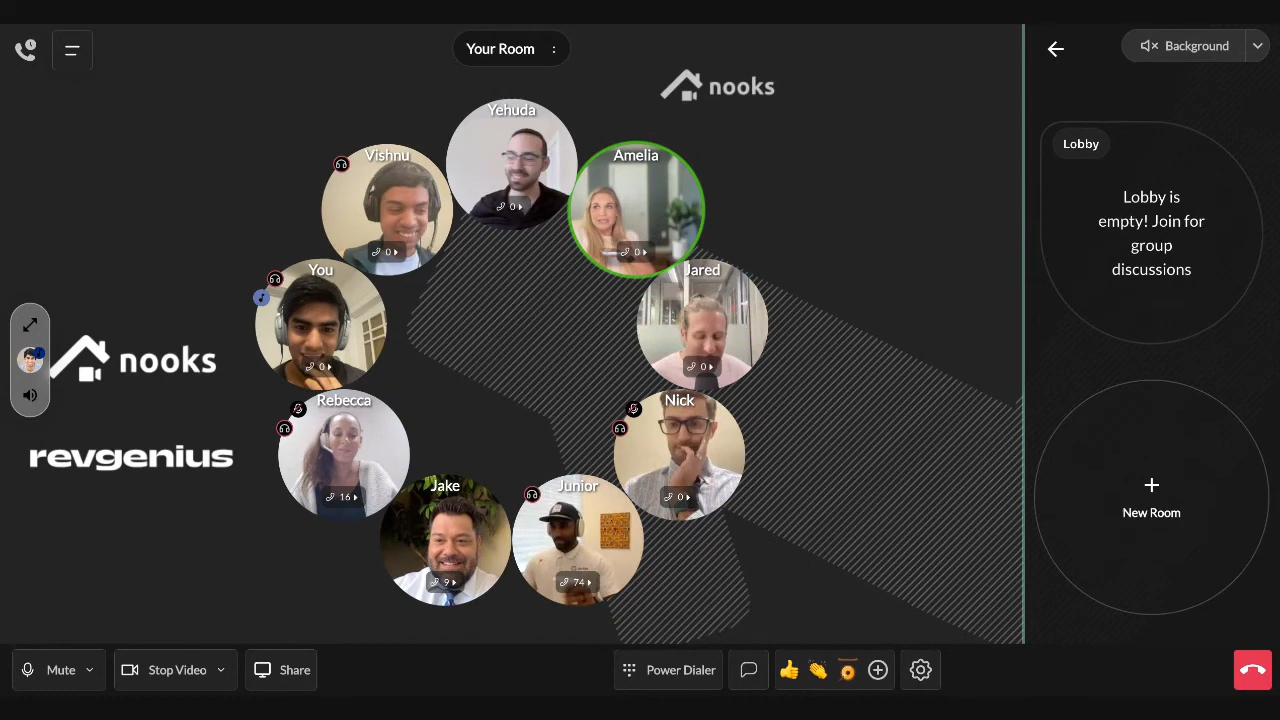 Your Room
Background
nooks
Yehuda
0
Vishnu
0
Amelia
0
You
0
Jared
0
nooks
revgenius
Rebecca
16
Nick
0
Jake
9
Junior
74
Lobby
Lobby is
empty! Join for
group
discussions
New Room
Mute
Stop Video
Share
Power Dialer